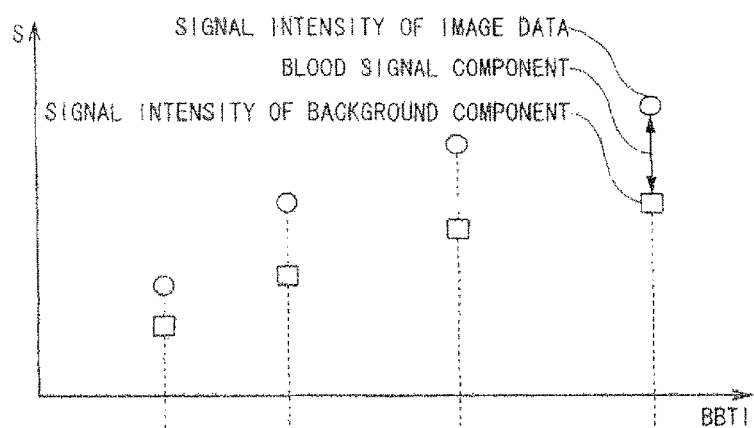 S
SIGNAL INTENSITY OF IMAGE DATA
BLOOD SIGNAL COMPONENT
SIGNAL INTENSITY OF BACKGROUND COMPONENT
BBTI